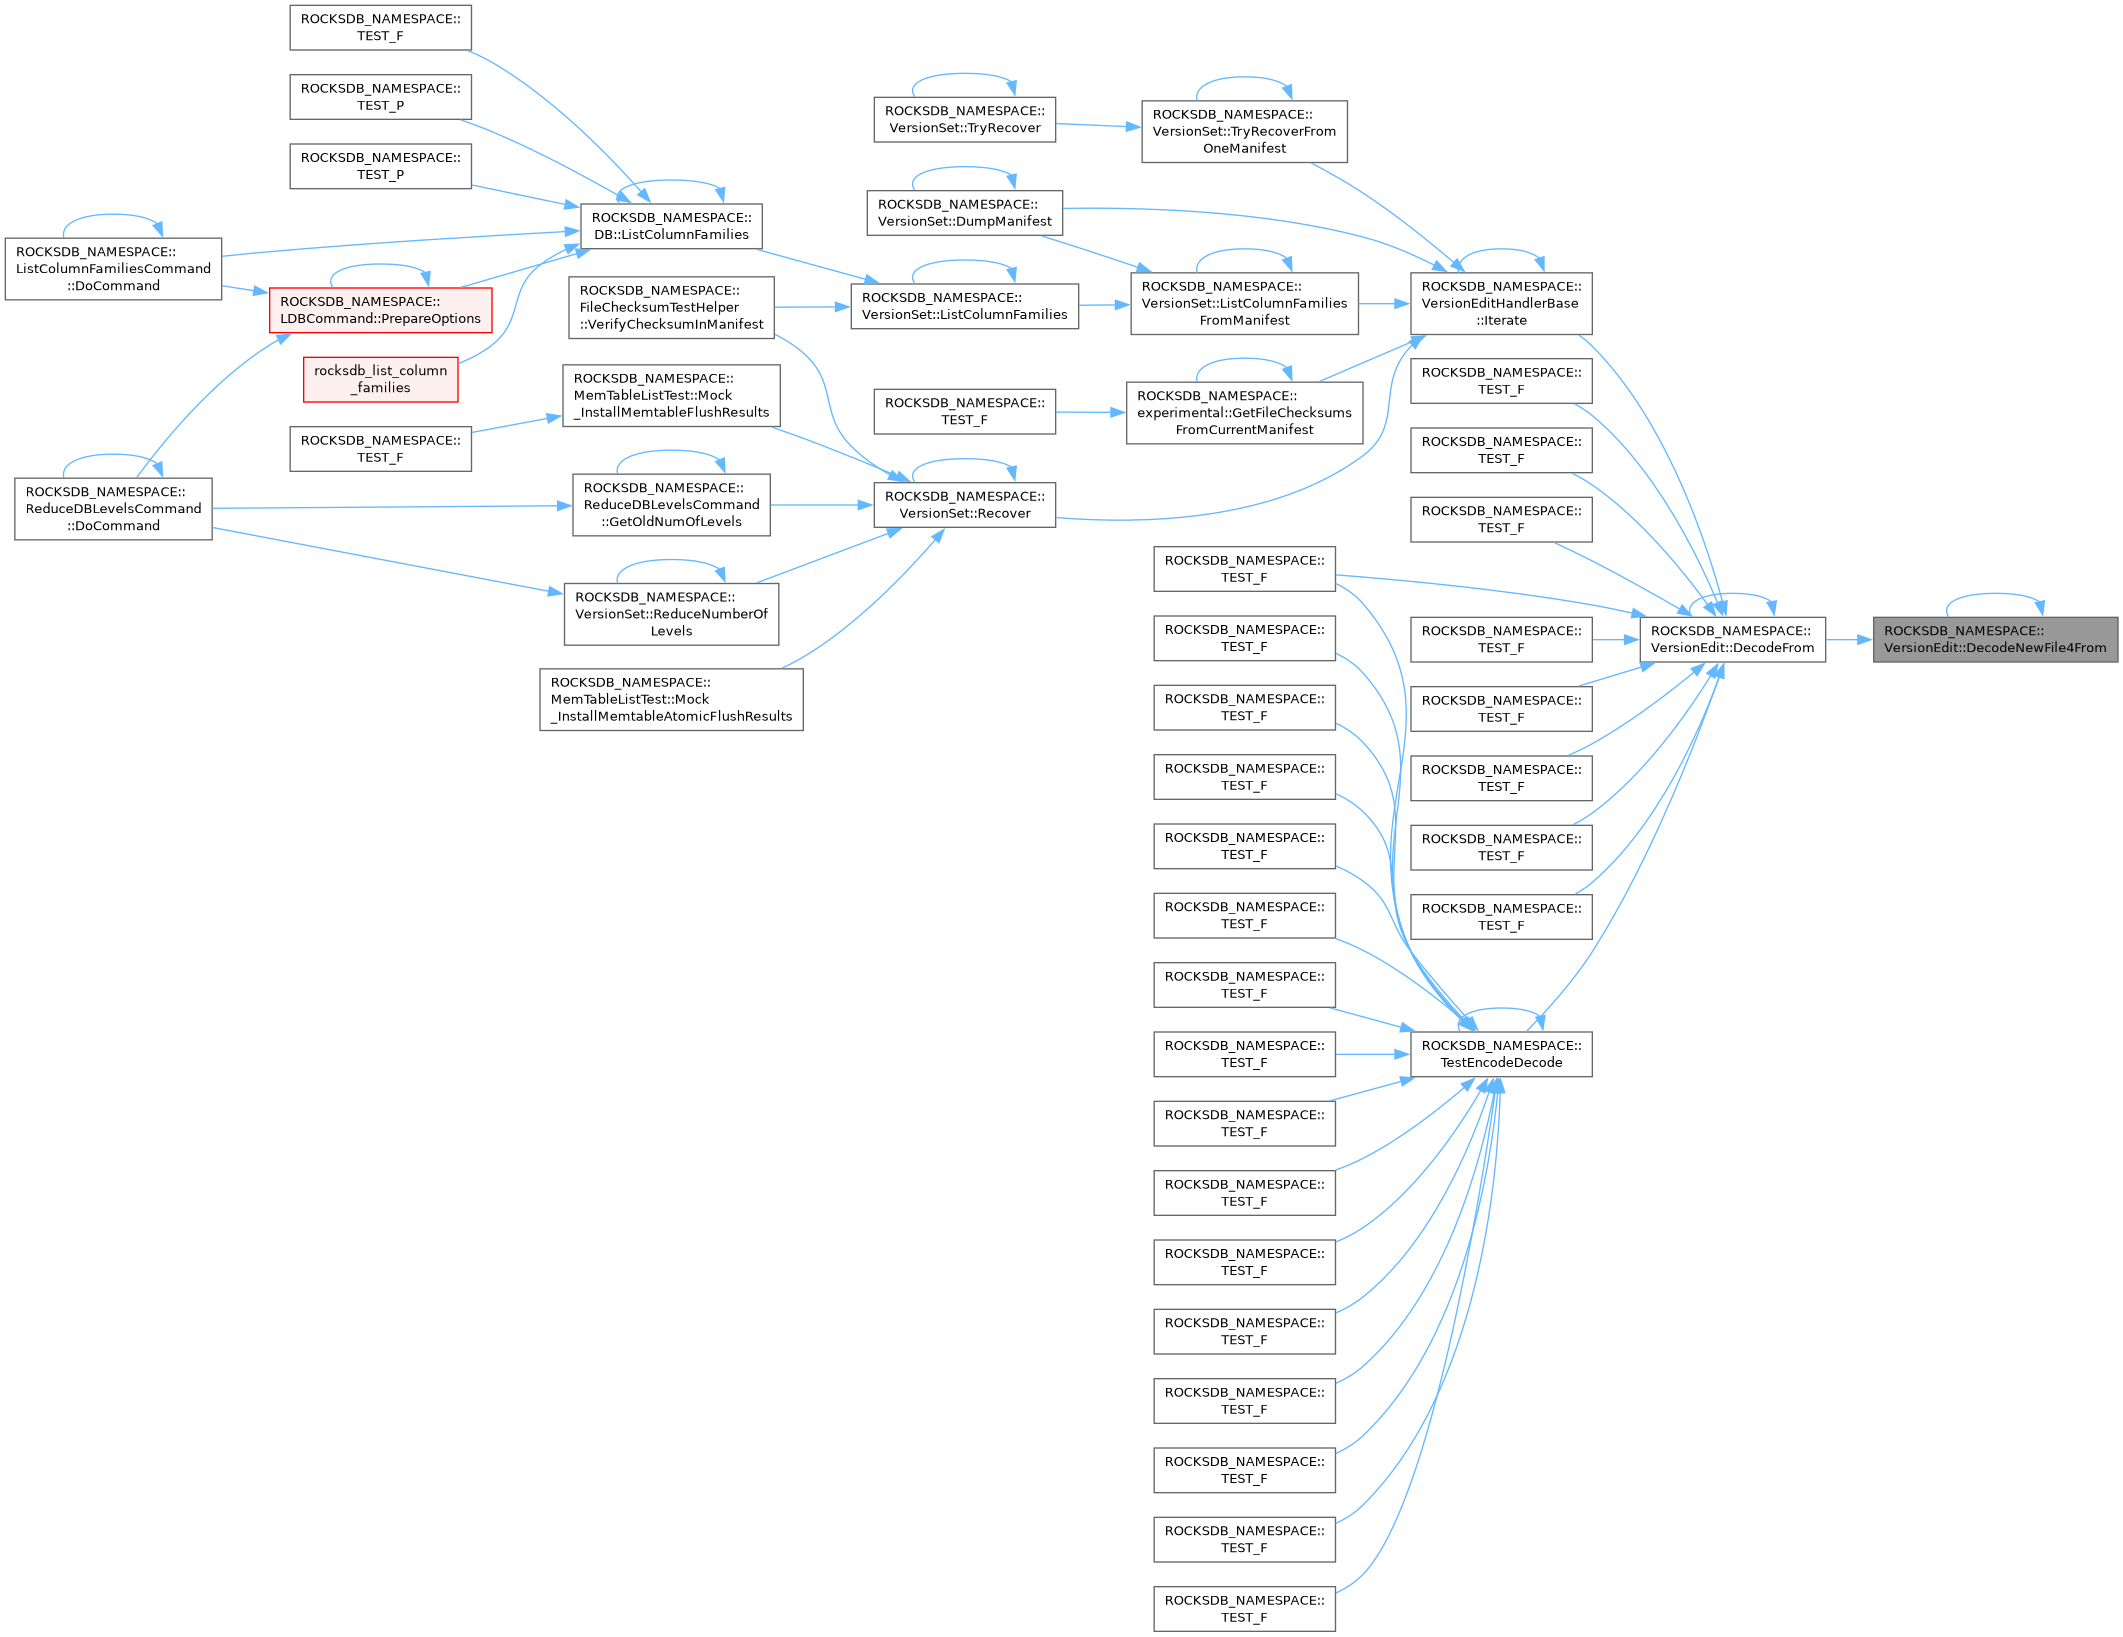 ROCKSDB_NAMESPACE::
TEST_F
ROCKSDB_NAMESPACE::
TEST_P
ROCKSDB_NAMESPACE::
TEST_P
ROCKSDB_NAMESPACE::
ListColumnFamiliesCommand
::DoCommand
ROCKSDB_NAMESPACE::
LDBCommand::PrepareOptions
rocksdb_list_column
_families
ROCKSDB_NAMESPACE::
TEST_F
ROCKSDB_NAMESPACE::
ReduceDBLevelsCommand
::DoCommand
ROCKSDB_NAMESPACE::
DB::ListColumnFamilies
ROCKSDB_NAMESPACE::
FileChecksumTestHelper
::VerifyChecksumInManifest
ROCKSDB_NAMESPACE::
MemTableListTest::Mock
_InstallMemtableFlushResults
ROCKSDB_NAMESPACE::
ReduceDBLevelsCommand
::GetOldNumOfLevels
ROCKSDB_NAMESPACE::
VersionSet::ReduceNumberOf
Levels
ROCKSDB_NAMESPACE::
MemTableListTest::Mock
_InstallMemtableAtomicFlushResults
ROCKSDB_NAMESPACE::
VersionSet::TryRecover
ROCKSDB_NAMESPACE::
VersionSet::DumpManifest
ROCKSDB_NAMESPACE::
VersionSet::ListColumnFamilies
ROCKSDB_NAMESPACE::
TEST_F
ROCKSDB_NAMESPACE::
VersionSet::Recover
ROCKSDB_NAMESPACE::
VersionSet::TryRecoverFrom
OneManifest
ROCKSDB_NAMESPACE::
VersionSet::ListColumnFamilies
FromManifest
ROCKSDB_NAMESPACE::
experimental::GetFileChecksums
FromCurrentManifest
ROCKSDB_NAMESPACE::
TEST_F
ROCKSDB_NAMESPACE::
TEST_F
ROCKSDB_NAMESPACE::
TEST_F
ROCKSDB_NAMESPACE::
TEST_F
ROCKSDB_NAMESPACE::
TEST_F
ROCKSDB_NAMESPACE::
TEST_F
ROCKSDB_NAMESPACE::
TEST_F
ROCKSDB_NAMESPACE::
TEST_F
ROCKSDB_NAMESPACE::
TEST_F
ROCKSDB_NAMESPACE::
TEST_F
ROCKSDB_NAMESPACE::
TEST_F
ROCKSDB_NAMESPACE::
TEST_F
ROCKSDB_NAMESPACE::
TEST_F
ROCKSDB_NAMESPACE::
TEST_F
ROCKSDB_NAMESPACE::
TEST_F
ROCKSDB_NAMESPACE::
TEST_F
ROCKSDB_NAMESPACE::
VersionEditHandlerBase
::Iterate
ROCKSDB_NAMESPACE::
TEST_F
ROCKSDB_NAMESPACE::
TEST_F
ROCKSDB_NAMESPACE::
TEST_F
ROCKSDB_NAMESPACE::
TEST_F
ROCKSDB_NAMESPACE::
TEST_F
ROCKSDB_NAMESPACE::
TEST_F
ROCKSDB_NAMESPACE::
TEST_F
ROCKSDB_NAMESPACE::
TEST_F
ROCKSDB_NAMESPACE::
TestEncodeDecode
ROCKSDB_NAMESPACE::
VersionEdit::DecodeFrom
ROCKSDB_NAMESPACE::
VersionEdit::DecodeNewFile4From